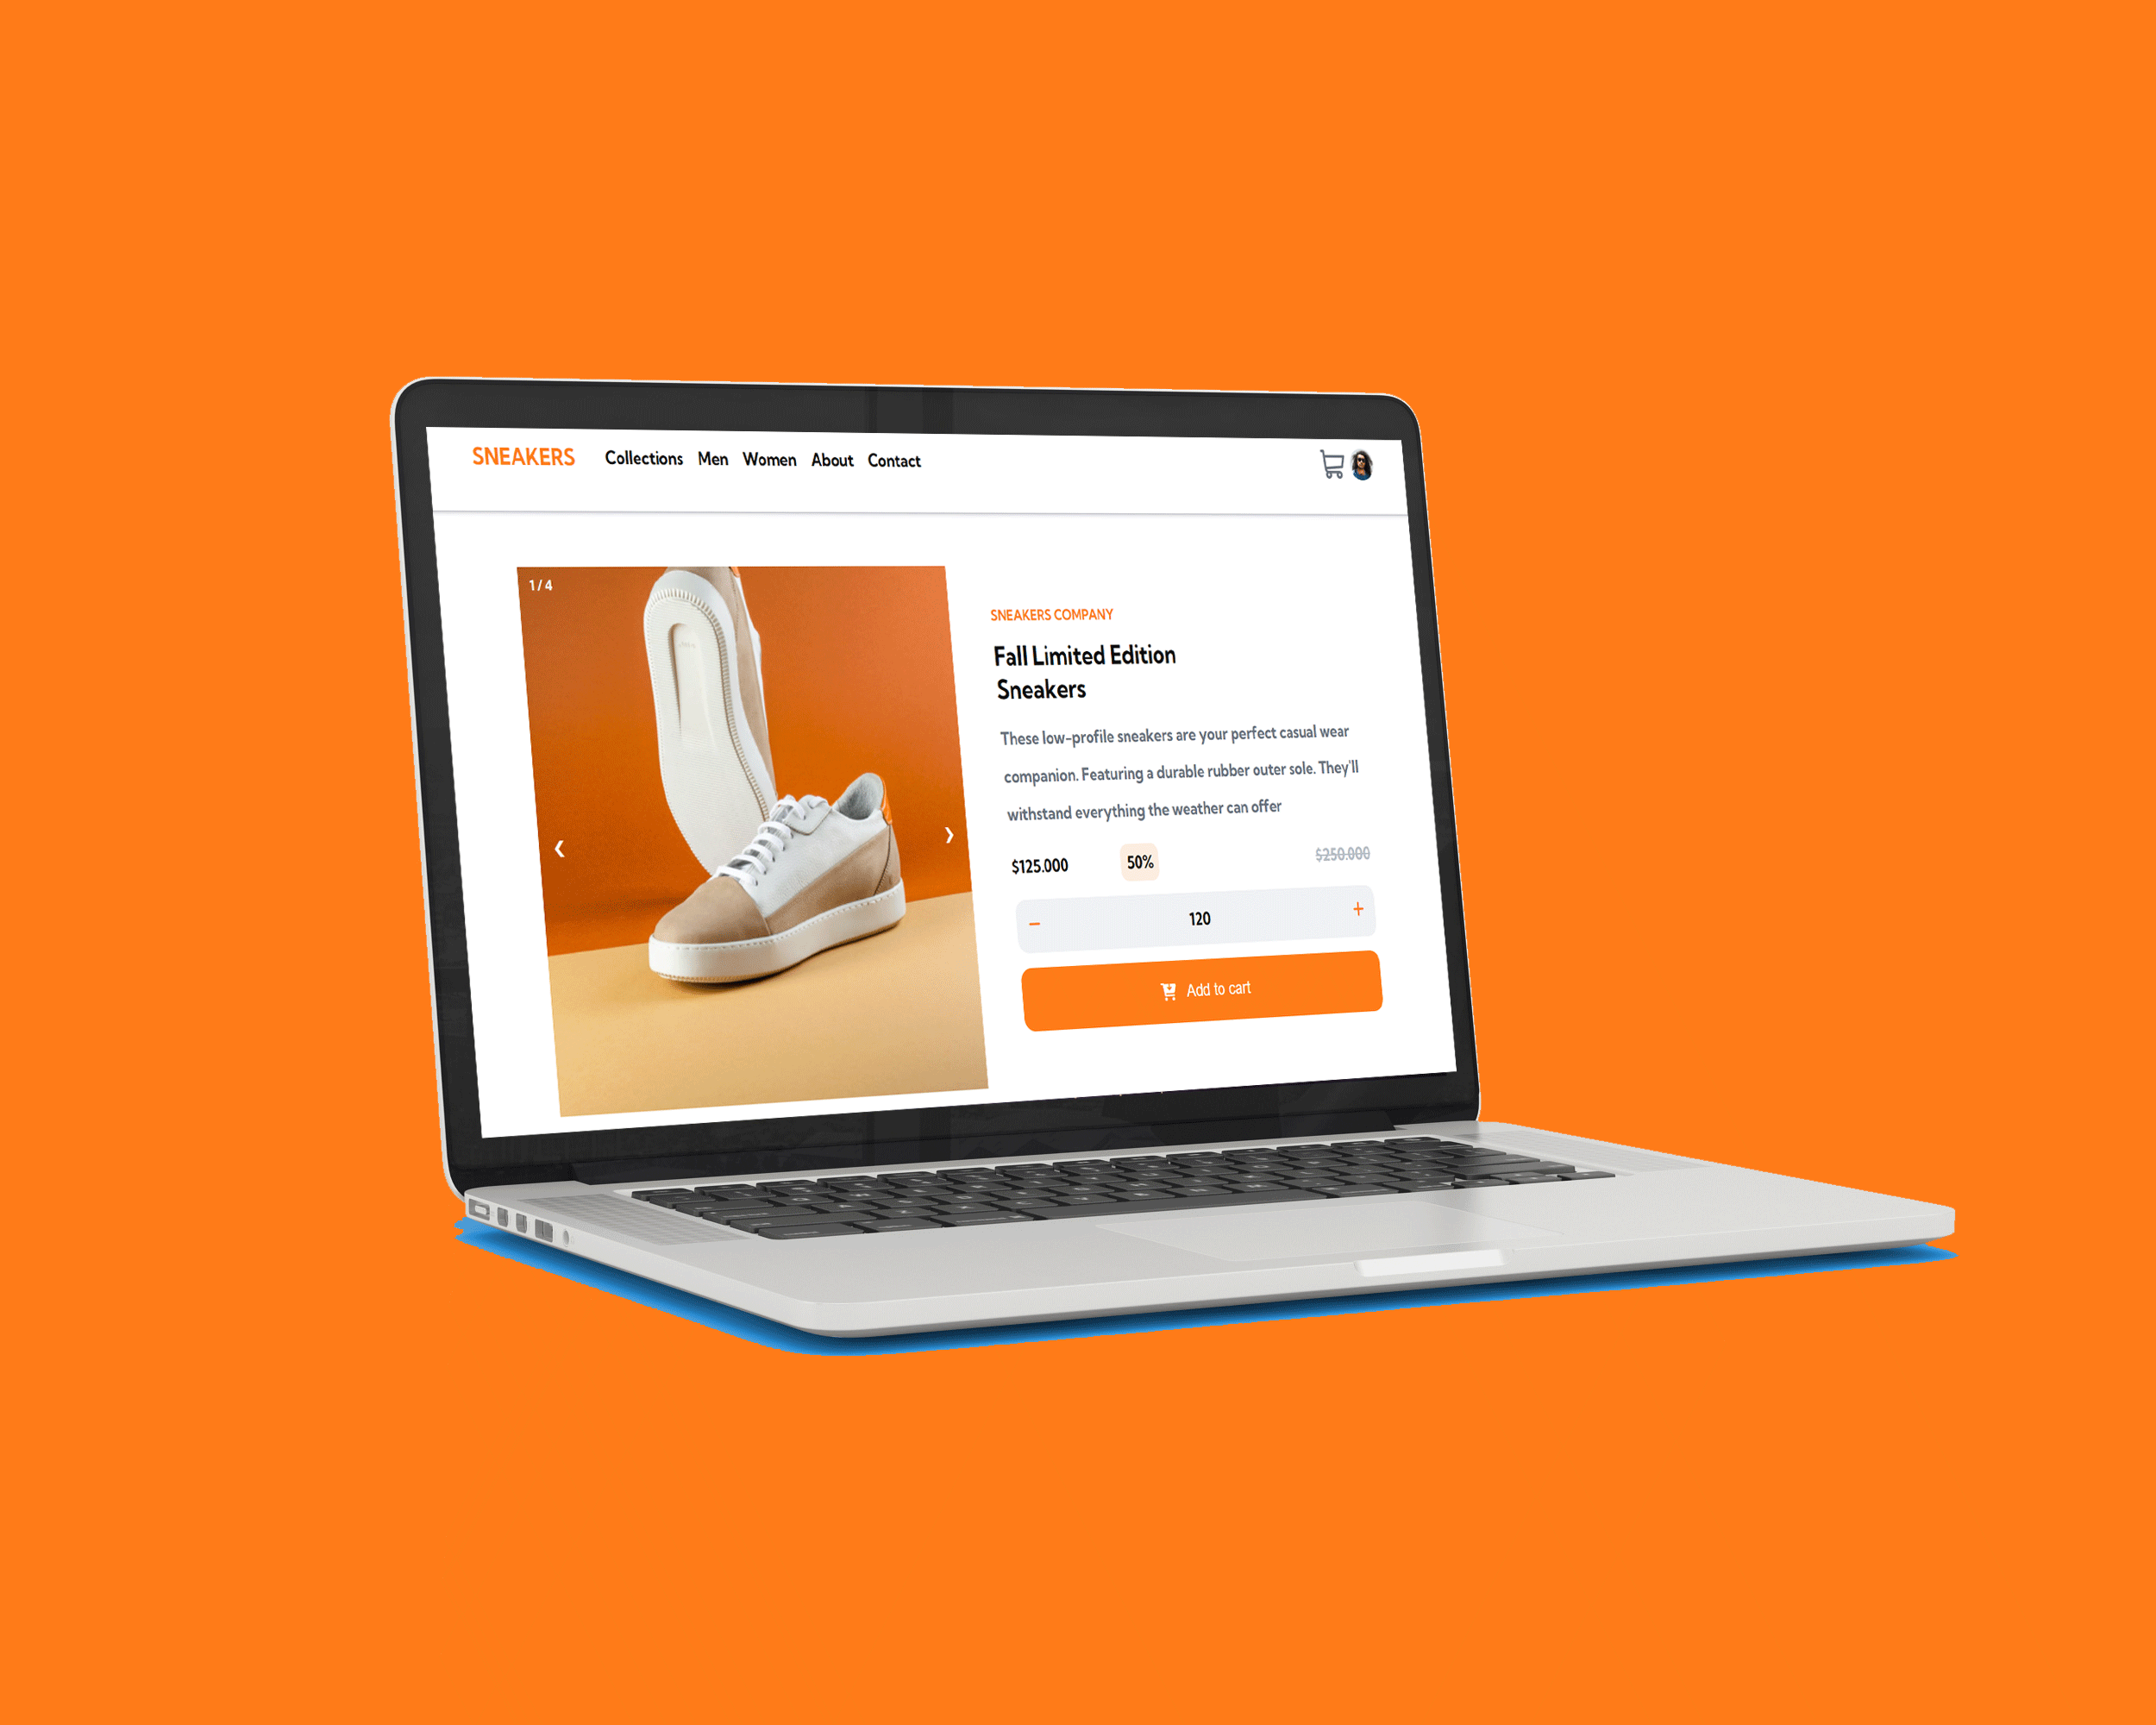 SNEAKERS Collections Men Women About Contact
1 / 4
SNEAKERS COMPANY
Fall Limited Edition
Sneakers
These low-profile sneakers are your perfect casual wear
companion. Featuring a durable rubber outer sole. They'll
withstand everything the weather can offer
$125.000 50% $250.000
− 120 +
Add to cart